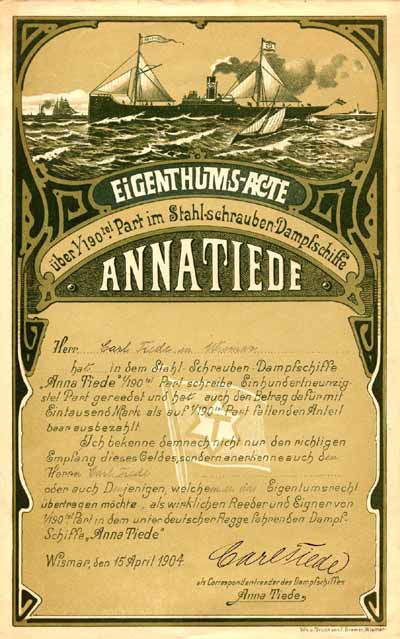 EIGENTHUMS-ACTE
über 1/190tel Part im Stahl-schrauben-Dampfschiffe
ANNA TIEDE
Herr Carl Tiede in Wismar
hat in dem Stahl-Schrauben-Dampfschiffe
„Anna Tiede“ 1/190tel Part schreibe Einhundertneunzig-
stel Part gereedet und hat auch den Betrag dafür mit
Eintausend Mark als auf 1/190tel Part fallenden Anteil
baar ausbezahlt.
Ich bekenne demnach nicht nur den richtigen
Empfang dieses Geldes, sondern anerkenne auch den
Herrn Carl Tiede
oder auch Diejenigen, welchen das Eigentumsrecht
übertragen möchte, als wirklichen Reeder und Eigner von
1/190tel Part in dem unter deutscher Flagge fahrenden Dampf-
Schiffe „Anna Tiede“
Wismar, den 15 April 1904.
Carl Tiede
als Correspondentreeder des Dampfschiffes
Anna Tiede.